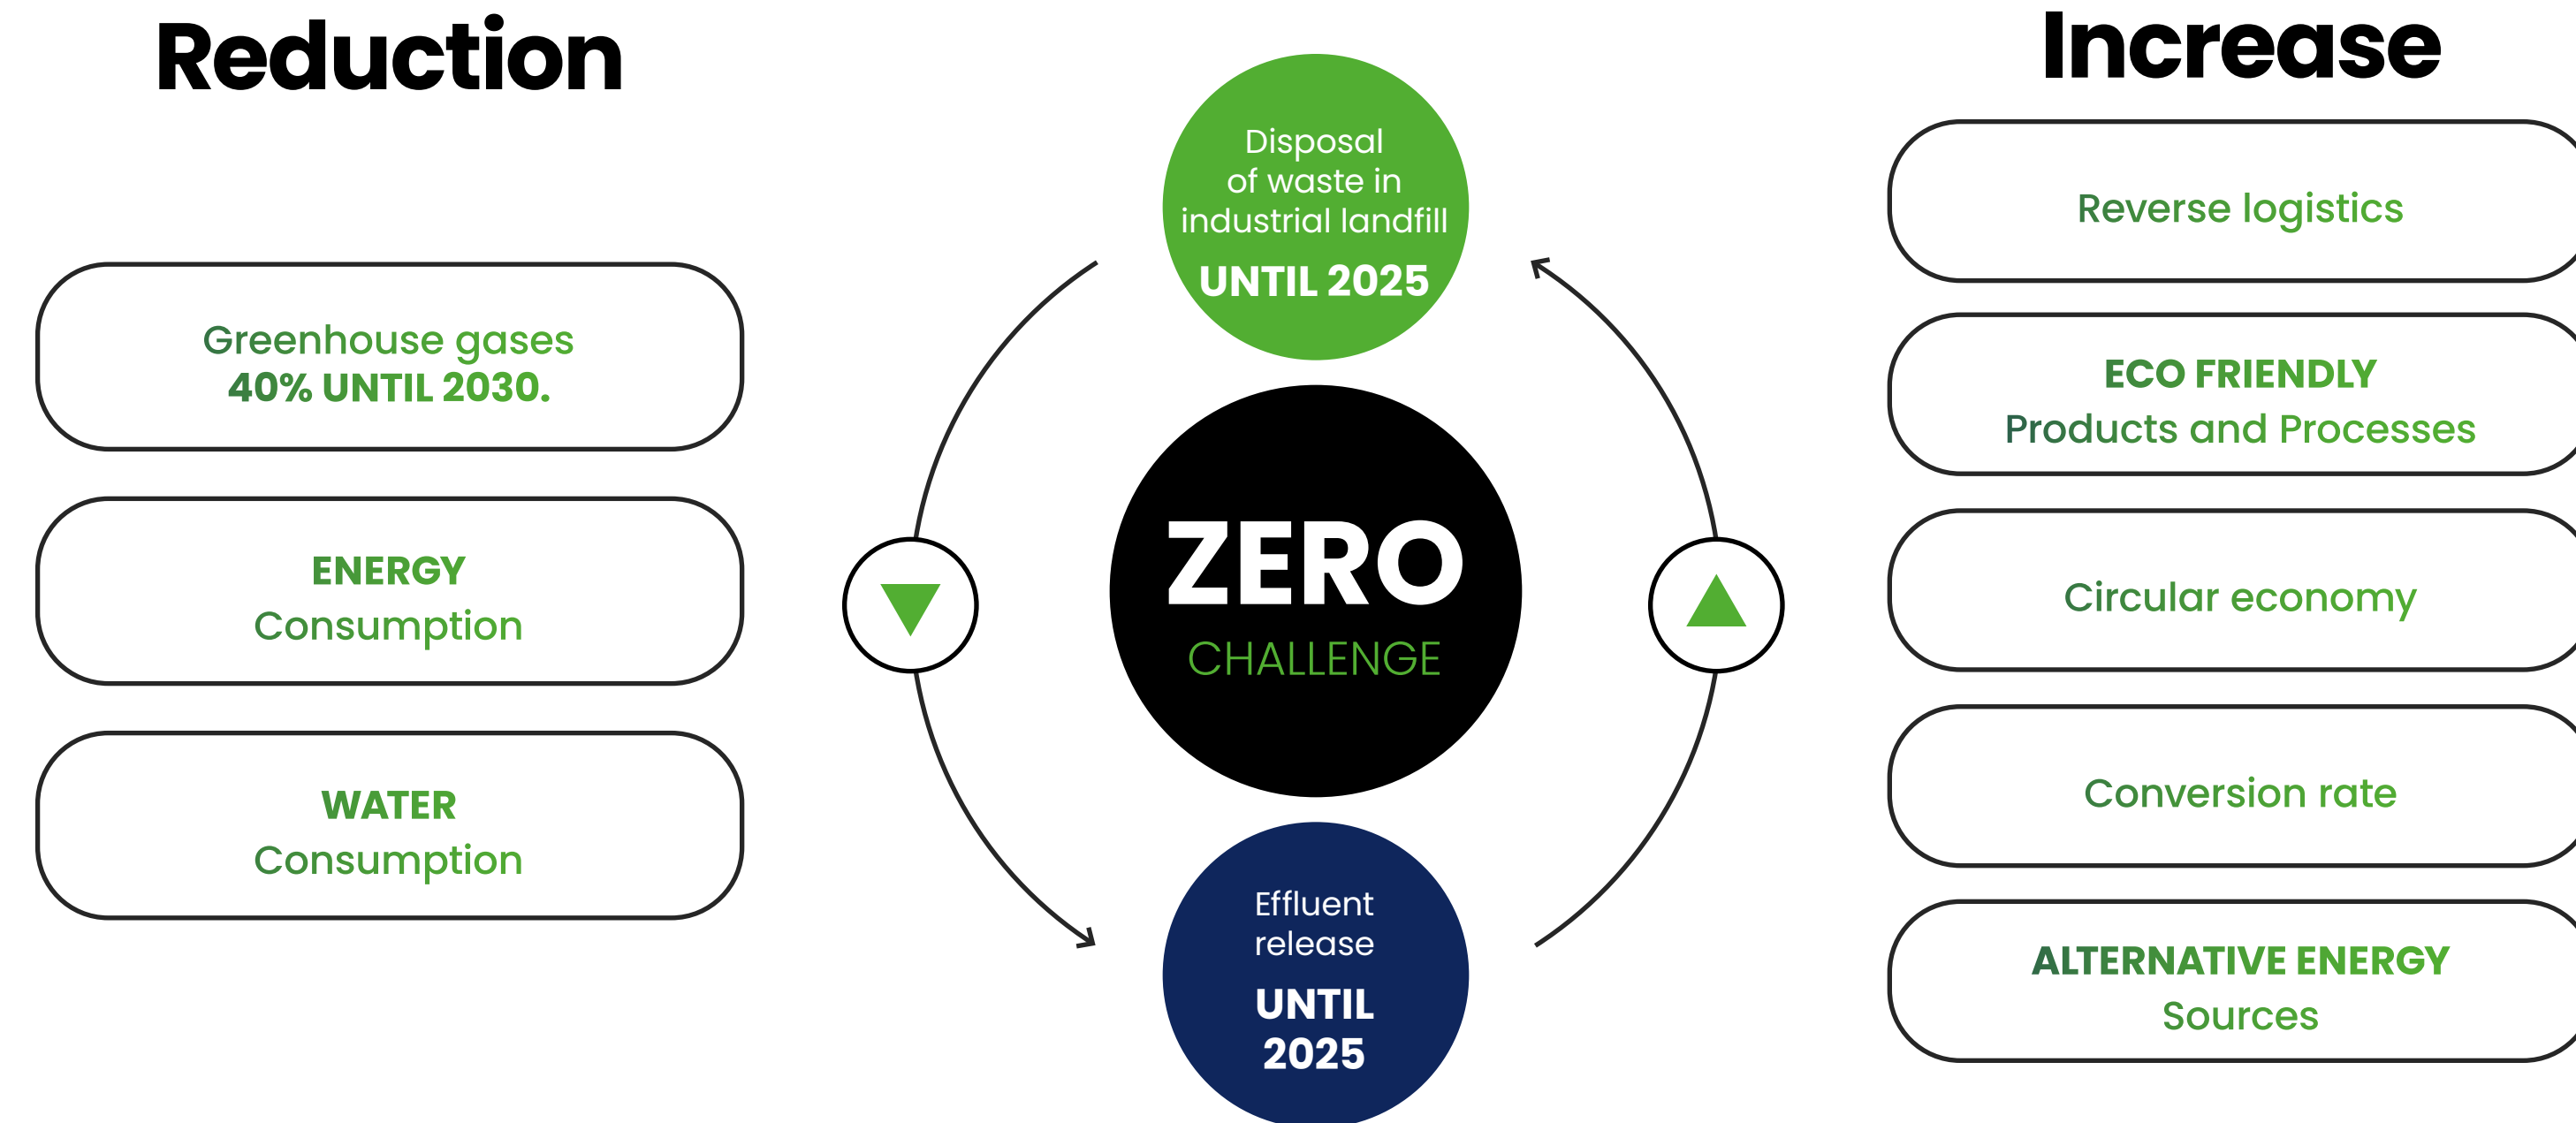 Reduction
Greenhouse gases
40% UNTIL 2030.
ENERGY
Consumption
WATER
Consumption
Disposal
of waste in
industrial landfill
UNTIL 2025
ZERO
CHALLENGE
Effluent
release
UNTIL
2025
Increase
Reverse logistics
ECO FRIENDLY
Products and Processes
Circular economy
Conversion rate
ALTERNATIVE ENERGY
Sources